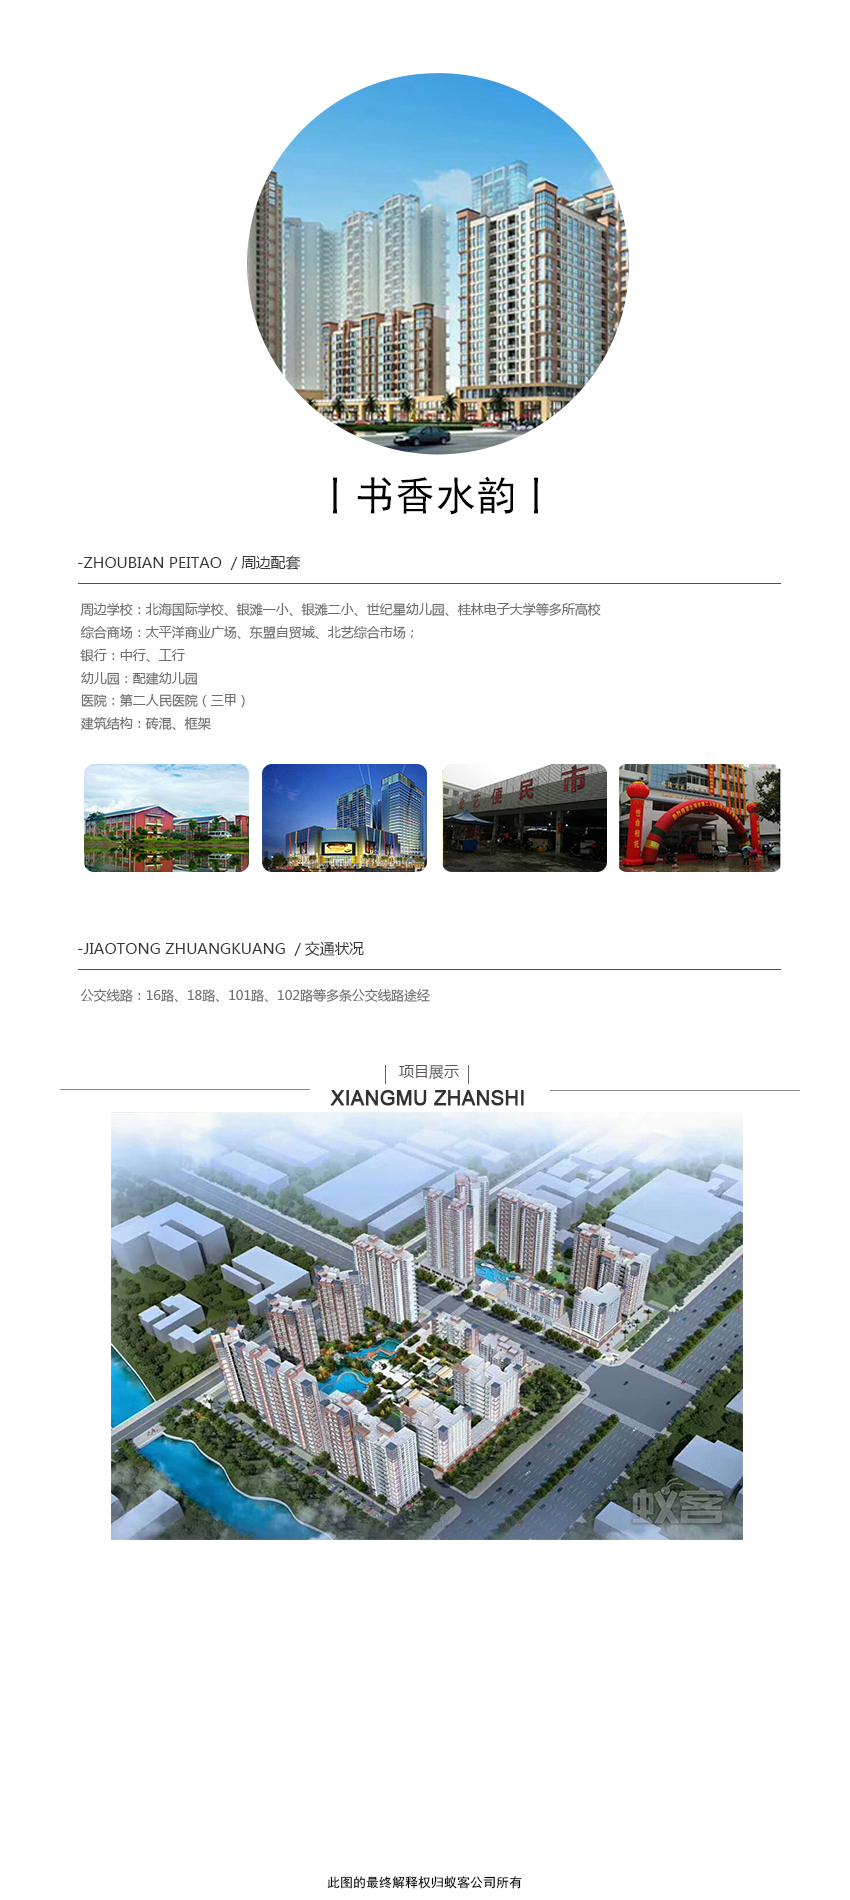 丨书香水韵丨
-ZHOUBIAN PEITAO / 周边配套
周边学校：北海国际学校、银滩一小、银滩二小、世纪星幼儿园、桂林电子大学等多所高校
综合商场：太平洋商业广场、东盟自贸城、北艺综合市场；
银行：中行、工行
幼儿园：配建幼儿园
医院：第二人民医院（三甲）
建筑结构：砖混、框架
艺便民市
-JIAOTONG ZHUANGKUANG / 交通状况
公交线路：16路、18路、101路、102路等多条公交线路途经
项目展示
XIANGMU ZHANSHI
蚁客
此图的最终解释权归蚁客公司所有